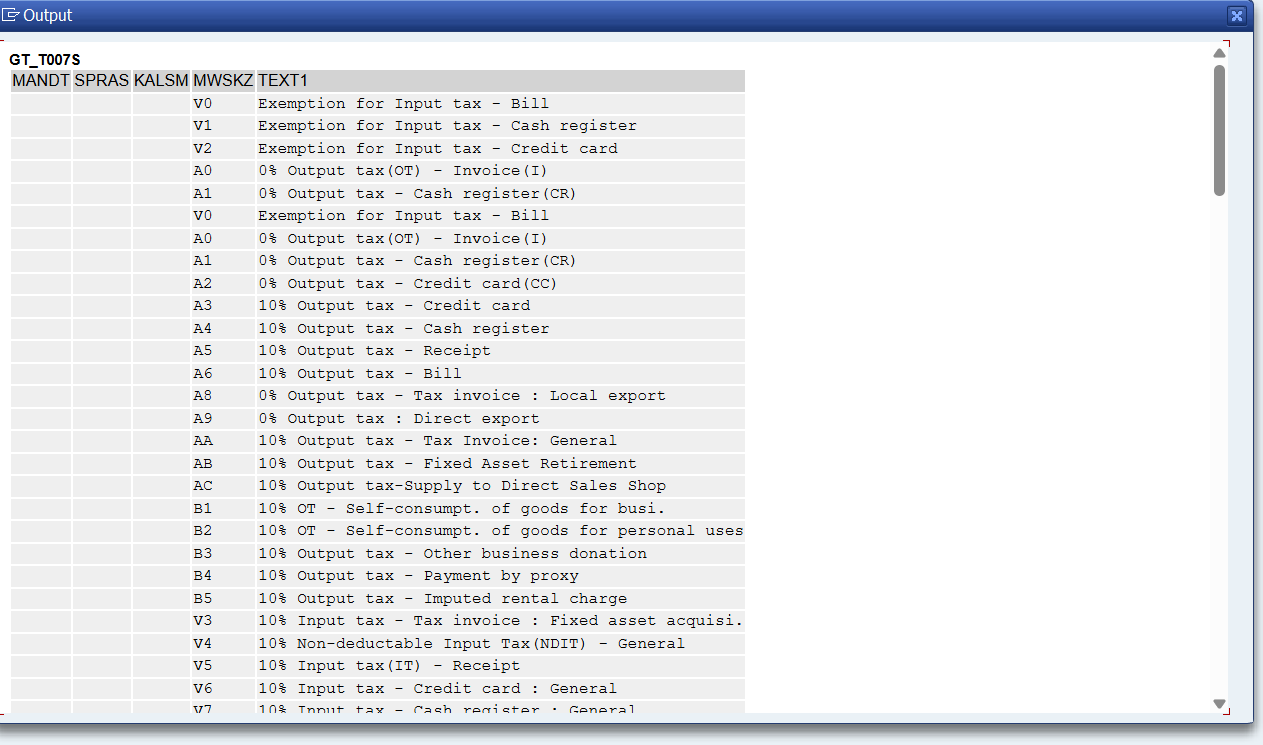 Output
GT_T007S
MANDT SPRAS KALSM MWSKZ TEXT1
V0 Exemption for Input tax - Bill
V1 Exemption for Input tax - Cash register
V2 Exemption for Input tax - Credit card
A0 0% Output tax(OT) - Invoice(I)
A1 0% Output tax - Cash register(CR)
V0 Exemption for Input tax - Bill
A0 0% Output tax(OT) - Invoice(I)
A1 0% Output tax - Cash register(CR)
A2 0% Output tax - Credit card(CC)
A3 10% Output tax - Credit card
A4 10% Output tax - Cash register
A5 10% Output tax - Receipt
A6 10% Output tax - Bill
A8 0% Output tax - Tax invoice : Local export
A9 0% Output tax : Direct export
AA 10% Output tax - Tax Invoice: General
AB 10% Output tax - Fixed Asset Retirement
AC 10% Output tax-Supply to Direct Sales Shop
B1 10% OT - Self-consumpt. of goods for busi.
B2 10% OT - Self-consumpt. of goods for personal uses
B3 10% Output tax - Other business donation
B4 10% Output tax - Payment by proxy
B5 10% Output tax - Imputed rental charge
V3 10% Input tax - Tax invoice : Fixed asset acquisi.
V4 10% Non-deductable Input Tax(NDIT) - General
V5 10% Input tax(IT) - Receipt
V6 10% Input tax - Credit card : General
V7 10% Input tax - Cash register : General